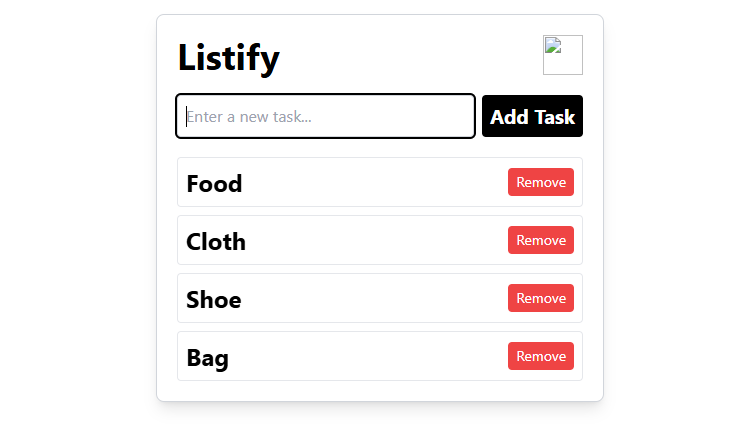 Listify
Enter a new task...
Add Task
Food
Remove
Cloth
Remove
Shoe
Remove
Bag
Remove